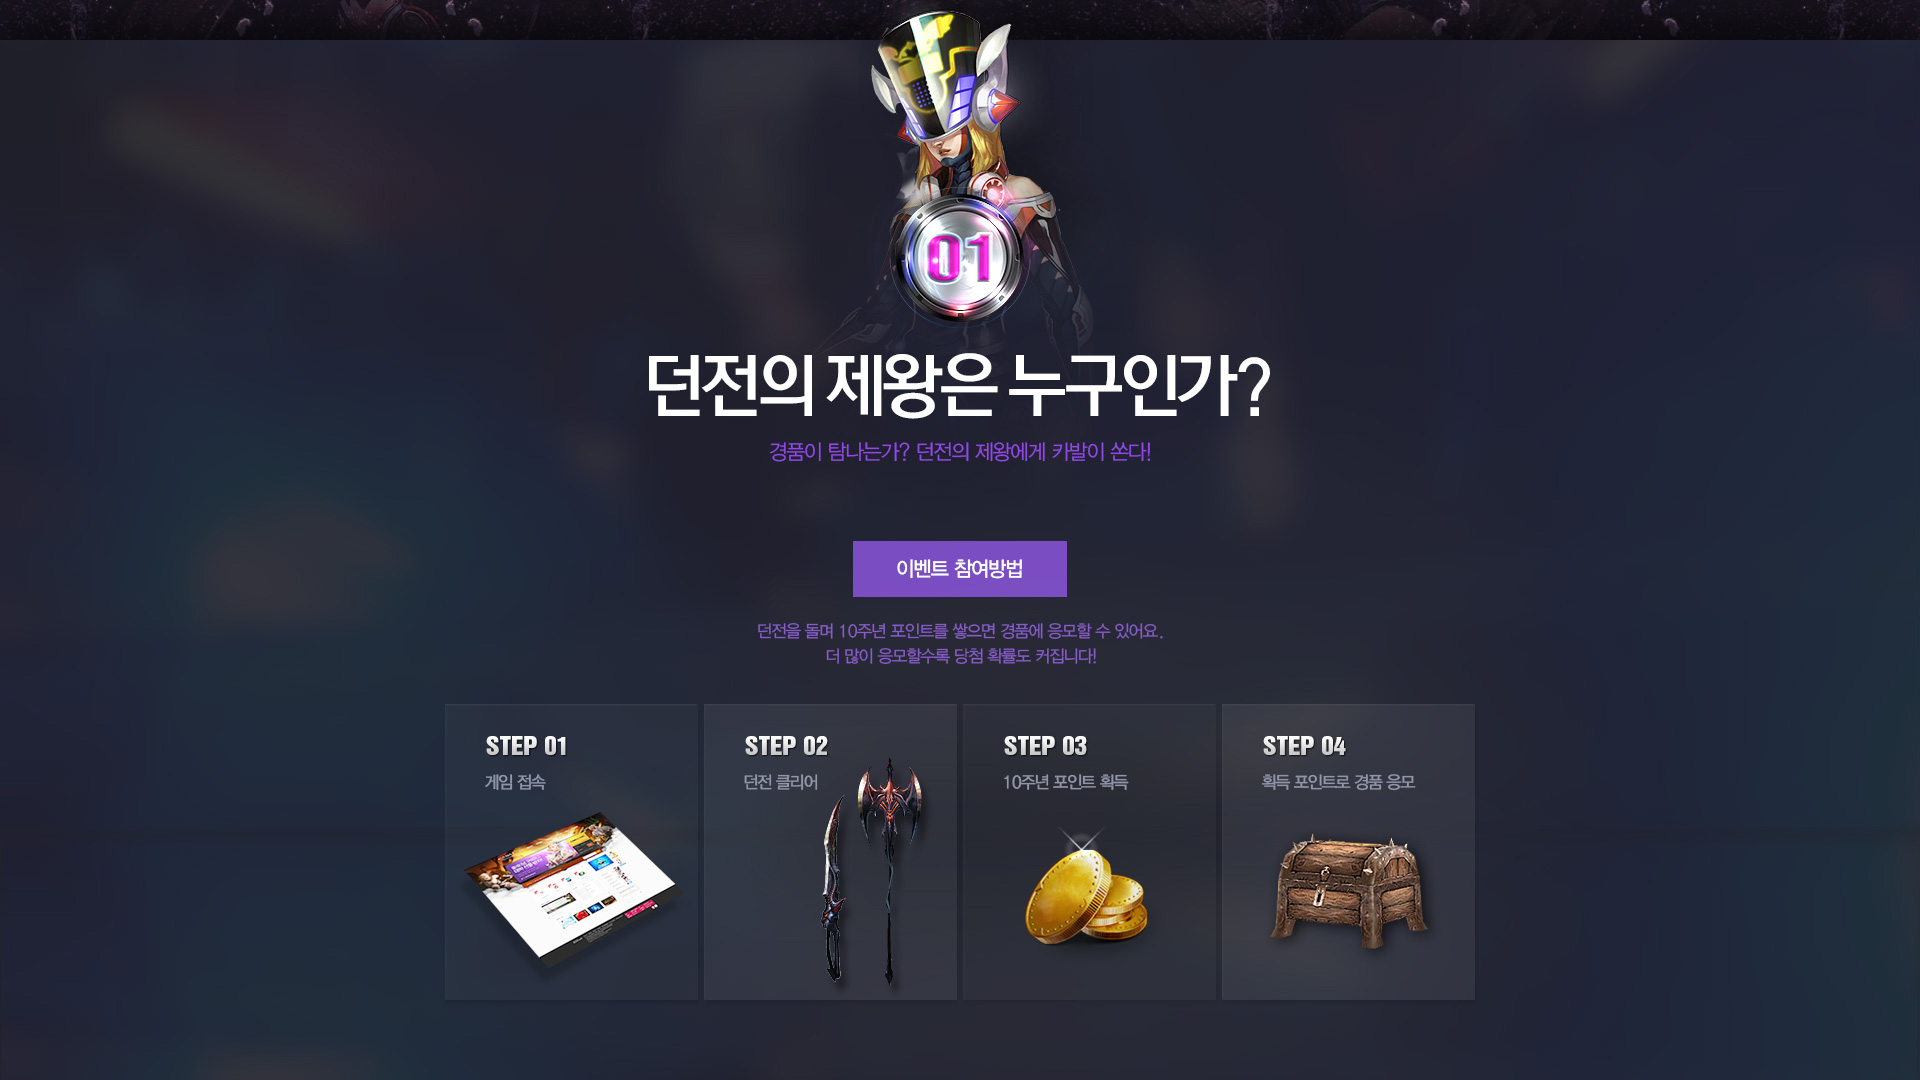 01
던전의 제왕은 누구인가?
경품이 탐나는가? 던전의 제왕에게 카발이 쏜다!
이벤트 참여방법
던전을 돌며 10주년 포인트를 쌓으면 경품에 응모할 수 있어요.
더 많이 응모할수록 당첨 확률도 커집니다!
STEP 01
게임 접속
STEP 02
던전 클리어
STEP 03
10주년 포인트 획득
STEP 04
획득 포인트로 경품 응모